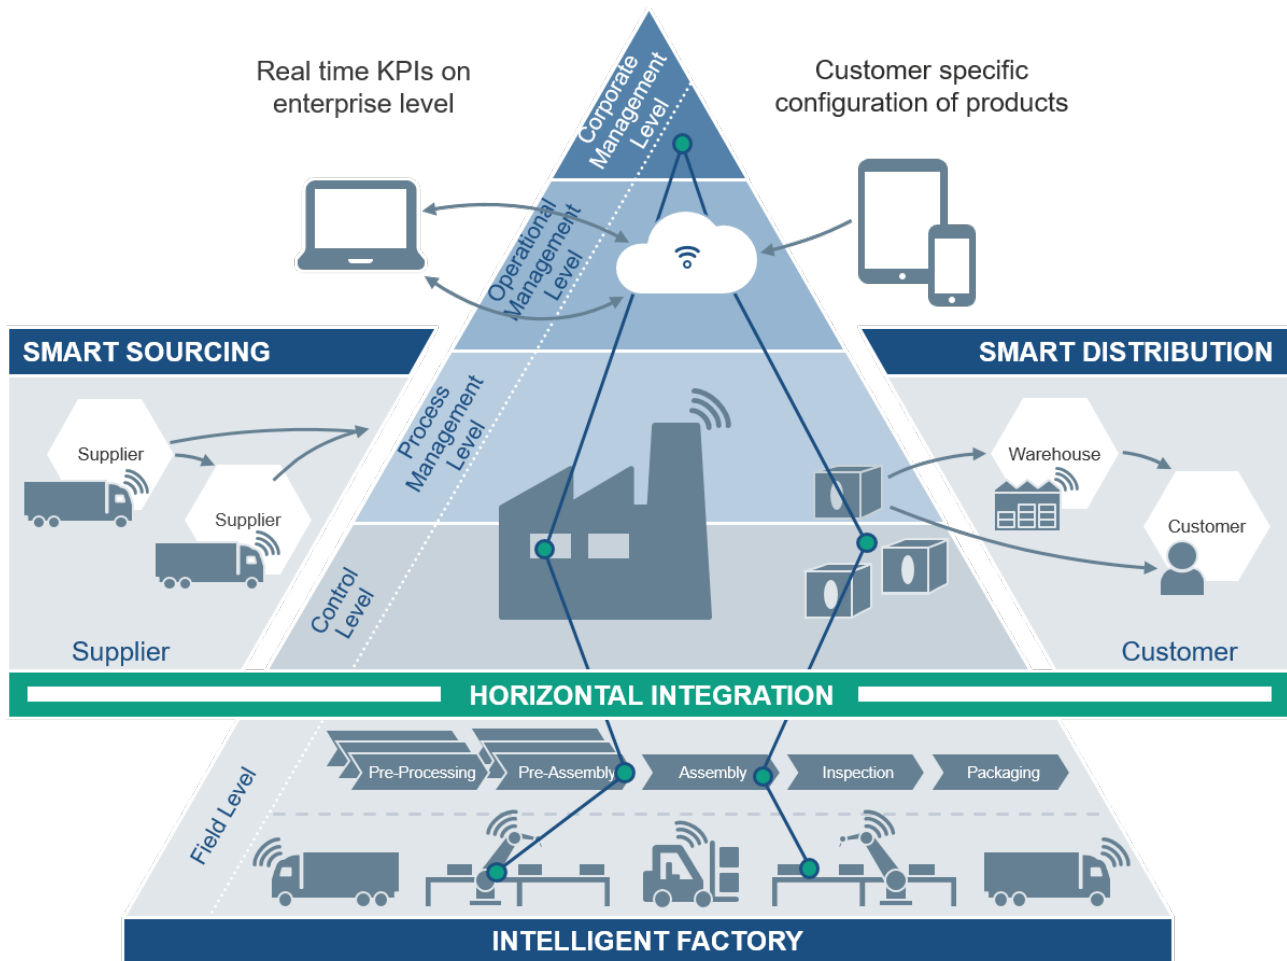 Real time KPIs on
enterprise level
Customer specific
configuration of products
Corporate
Management
Level
Operational
Management
Level
SMART SOURCING
SMART DISTRIBUTION
Process
Management
Level
Supplier
Supplier
Warehouse
Customer
Control
Level
Supplier
Customer
HORIZONTAL INTEGRATION
Field Level
Pre-Processing
Pre-Assembly
Assembly
Inspection
Packaging
INTELLIGENT FACTORY